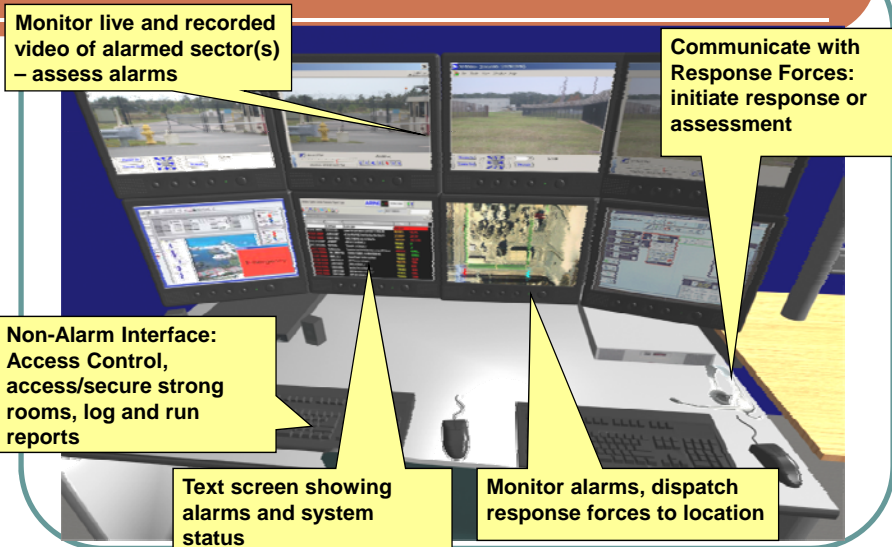 Monitor live and recorded
video of alarmed sector(s)
– assess alarms
Communicate with
Response Forces:
initiate response or
assessment
Non-Alarm Interface:
Access Control,
access/secure strong
rooms, log and run
reports
Text screen showing
alarms and system
status
Monitor alarms, dispatch
response forces to location